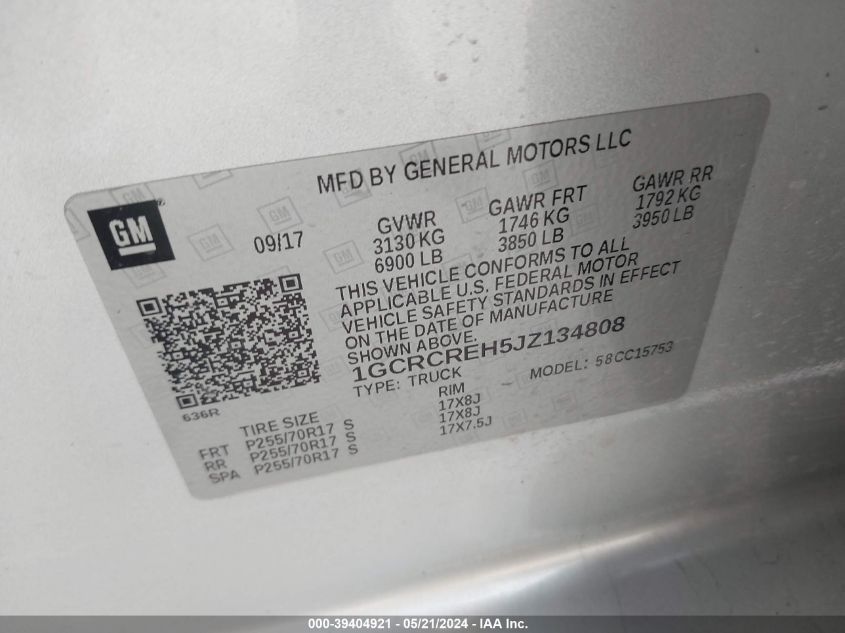 MFD BY GENERAL MOTORS LLC
GM
®
09/17
GVWR
3130 KG
6900 LB
GAWR FRT
1746 KG
3850 LB
GAWR RR
1792 KG
3950 LB
THIS VEHICLE CONFORMS TO ALL
APPLICABLE U.S. FEDERAL MOTOR
VEHICLE SAFETY STANDARDS IN EFFECT
ON THE DATE OF MANUFACTURE
SHOWN ABOVE.
1GCRCREH5JZ134808
TYPE: TRUCK
MODEL: 58CC15753
636R
TIRE SIZE RIM
FRT P255/70R17 S 17X8J
RR P255/70R17 S 17X8J
SPA P255/70R17 S 17X7.5J
000-39404921 - 05/21/2024 - IAA Inc.